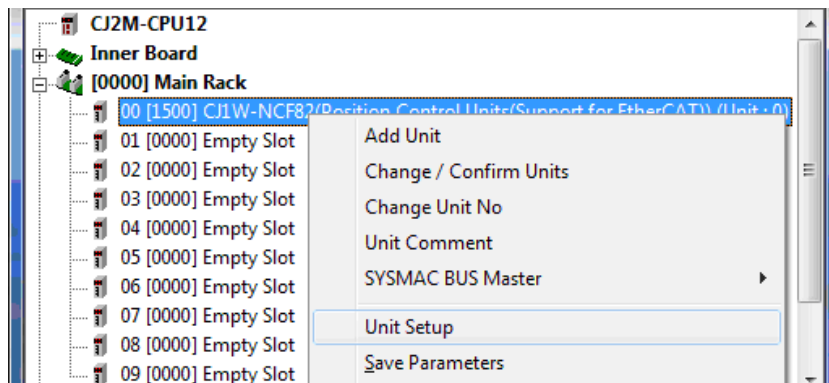 CJ2M-CPU12
Inner Board
[0000] Main Rack
00 [1500] CJ1W-NCF82(Position Control Units(Support for EtherCAT)) (Unit : 0)
01 [0000] Empty Slot
02 [0000] Empty Slot
03 [0000] Empty Slot
04 [0000] Empty Slot
05 [0000] Empty Slot
06 [0000] Empty Slot
07 [0000] Empty Slot
08 [0000] Empty Slot
09 [0000] Empty Slot
Add Unit
Change / Confirm Units
Change Unit No
Unit Comment
SYSMAC BUS Master
Unit Setup
Save Parameters